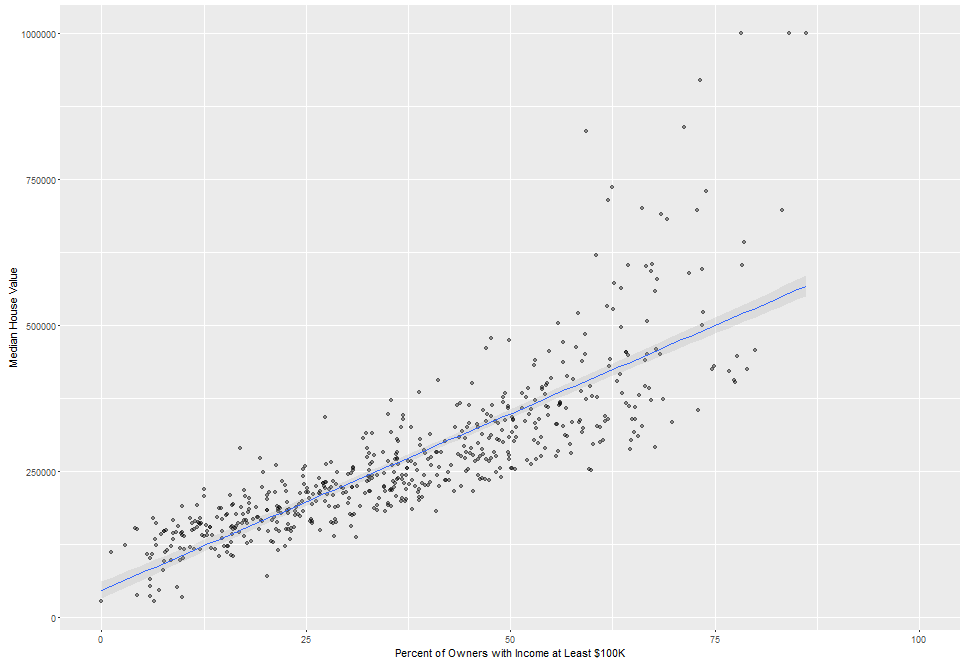 1000000
750000
500000
250000
0
Median House Value
0 25 50 75 100
Percent of Owners with Income at Least $100K